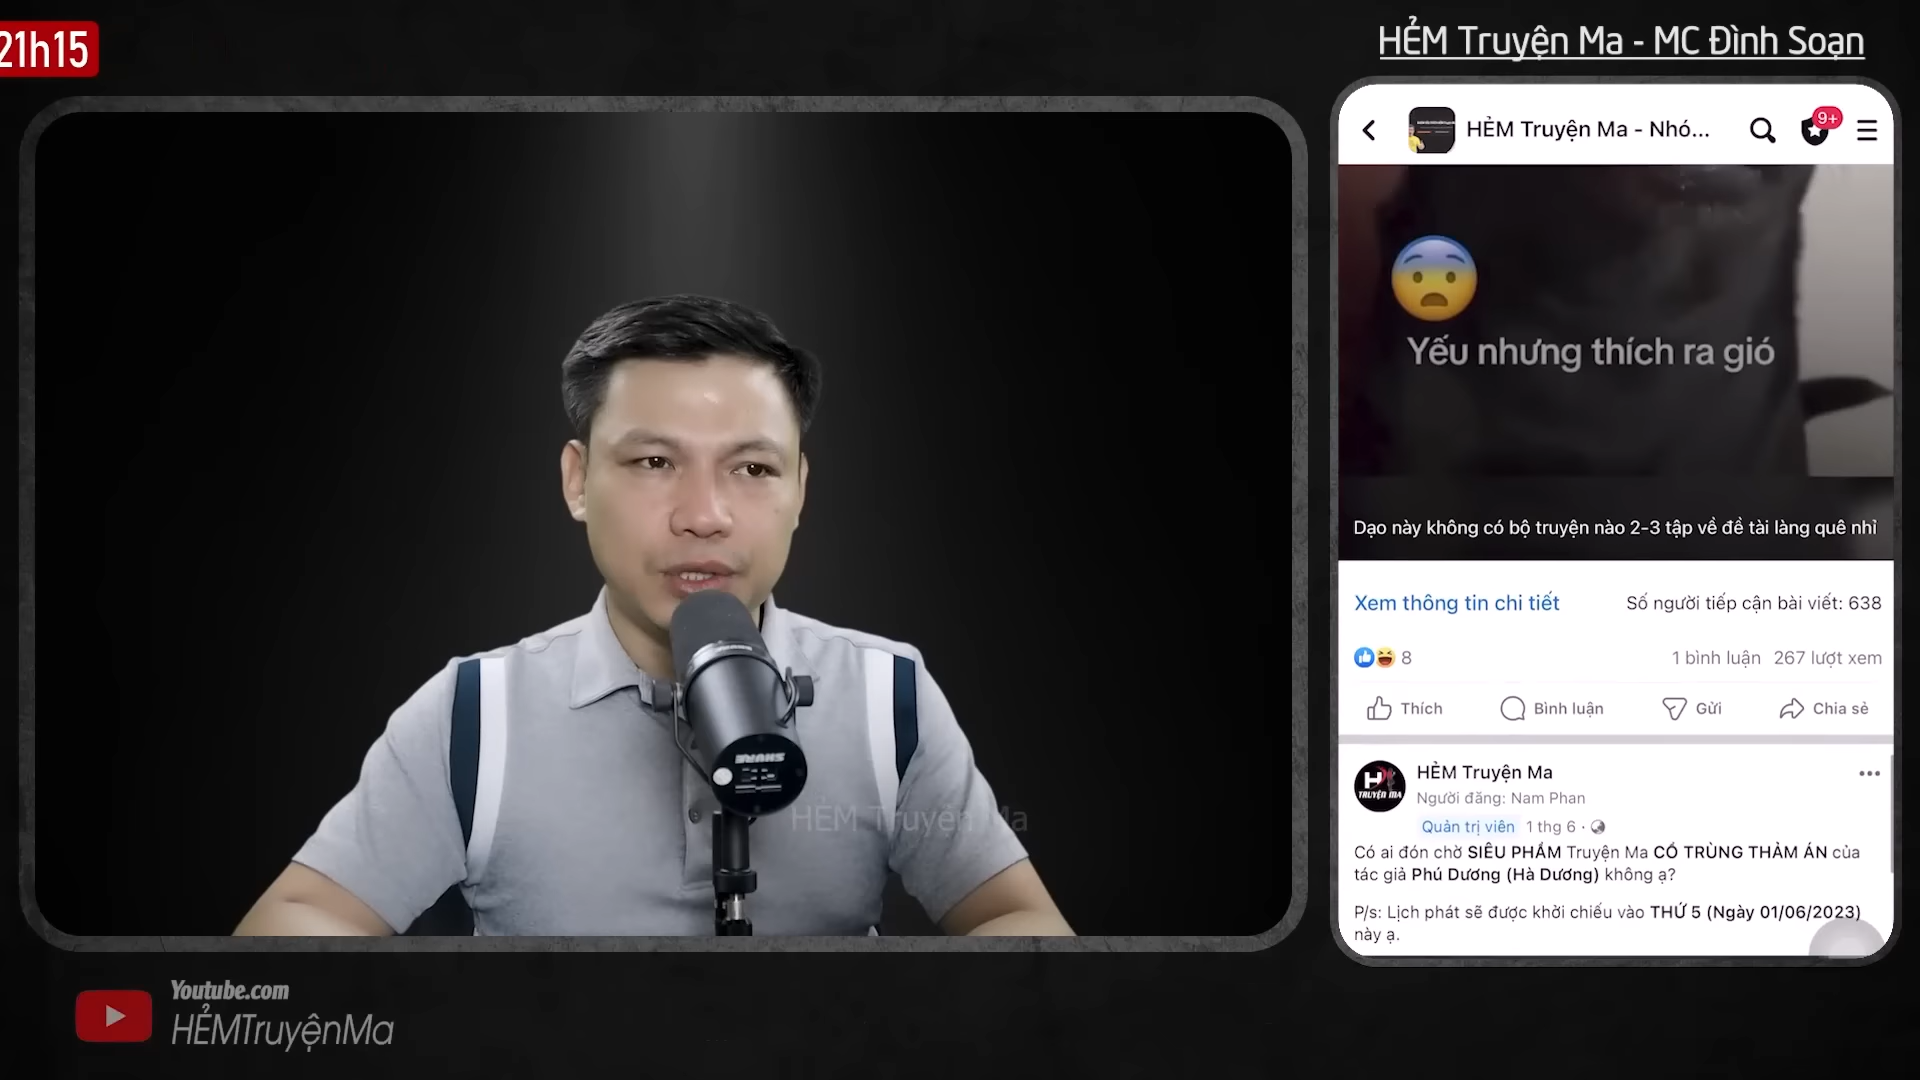 21h15
HẺM Truyện Ma - MC Đình Soạn
HẺM Truyện Ma - Nhó...
9+
Yếu nhưng thích ra gió
Dạo này không có bộ truyện nào 2-3 tập về đề tài làng quê nhỉ
Xem thông tin chi tiết
Số người tiếp cận bài viết: 638
8
1 bình luận 267 lượt xem
Thích
Bình luận
Gửi
Chia sẻ
H
TRUYỆN MA
HẺM Truyện Ma
Người đăng: Nam Phan
Quản trị viên 1 thg 6 ·
Có ai đón chờ SIÊU PHẨM Truyện Ma CỔ TRÙNG THẢM ÁN của
tác giả Phú Dương (Hà Dương) không ạ?
P/s: Lịch phát sẽ được khởi chiếu vào THỨ 5 (Ngày 01/06/2023)
này ạ.
SHURE
HẺM Truyện Ma
Youtube.com
HẺMTruyệnMa